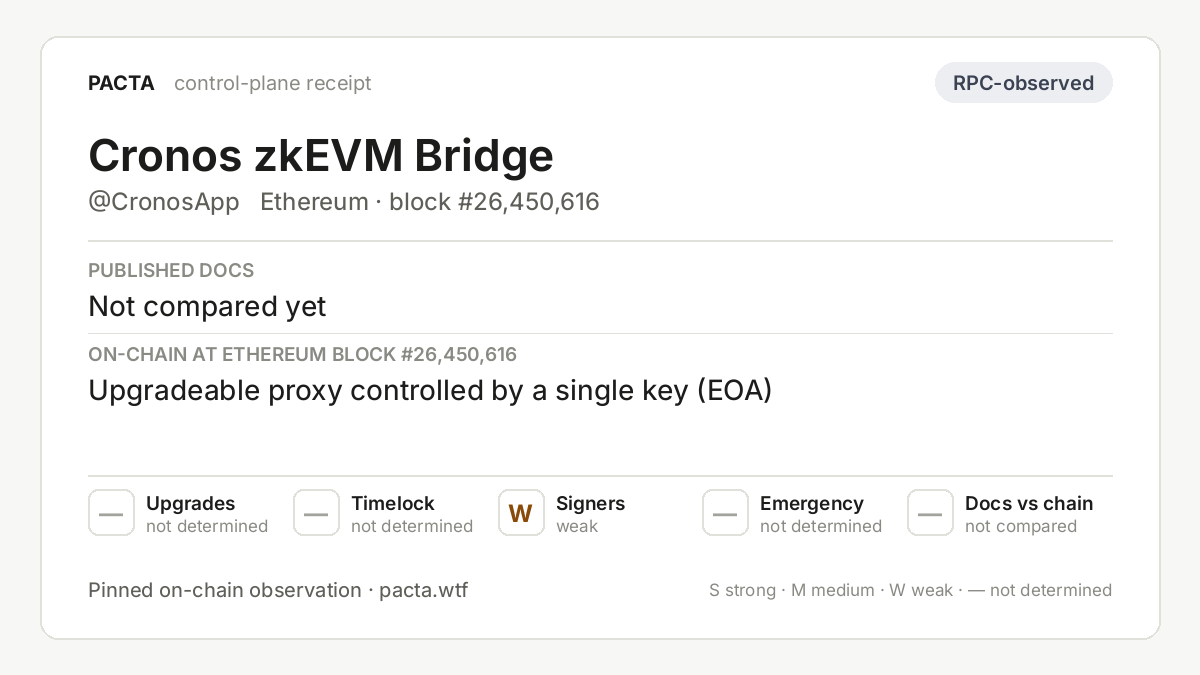 PACTA control-plane receipt RPC-observed
Cronos zkEVM Bridge
@CronosApp Ethereum · block #26,450,616
PUBLISHED DOCS
Not compared yet
ON-CHAIN AT ETHEREUM BLOCK #26,450,616
Upgradeable proxy controlled by a single key (EOA)
— Upgrades — Timelock W Signers — Emergency — Docs vs chain
not determined not determined weak not determined not compared
Pinned on-chain observation · pacta.wtf S strong · M medium · W weak · — not determined